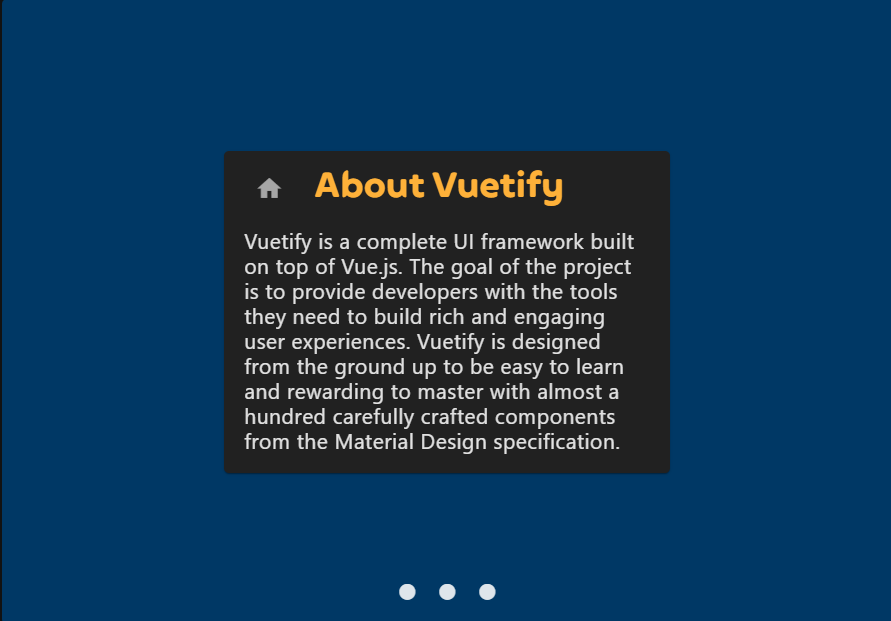 About Vuetify
Vuetify is a complete UI framework built
on top of Vue.js. The goal of the project
is to provide developers with the tools
they need to build rich and engaging
user experiences. Vuetify is designed
from the ground up to be easy to learn
and rewarding to master with almost a
hundred carefully crafted components
from the Material Design specification.